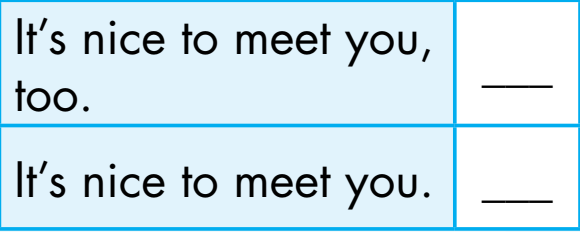 It's nice to meet you,
too.
___
It's nice to meet you.
___